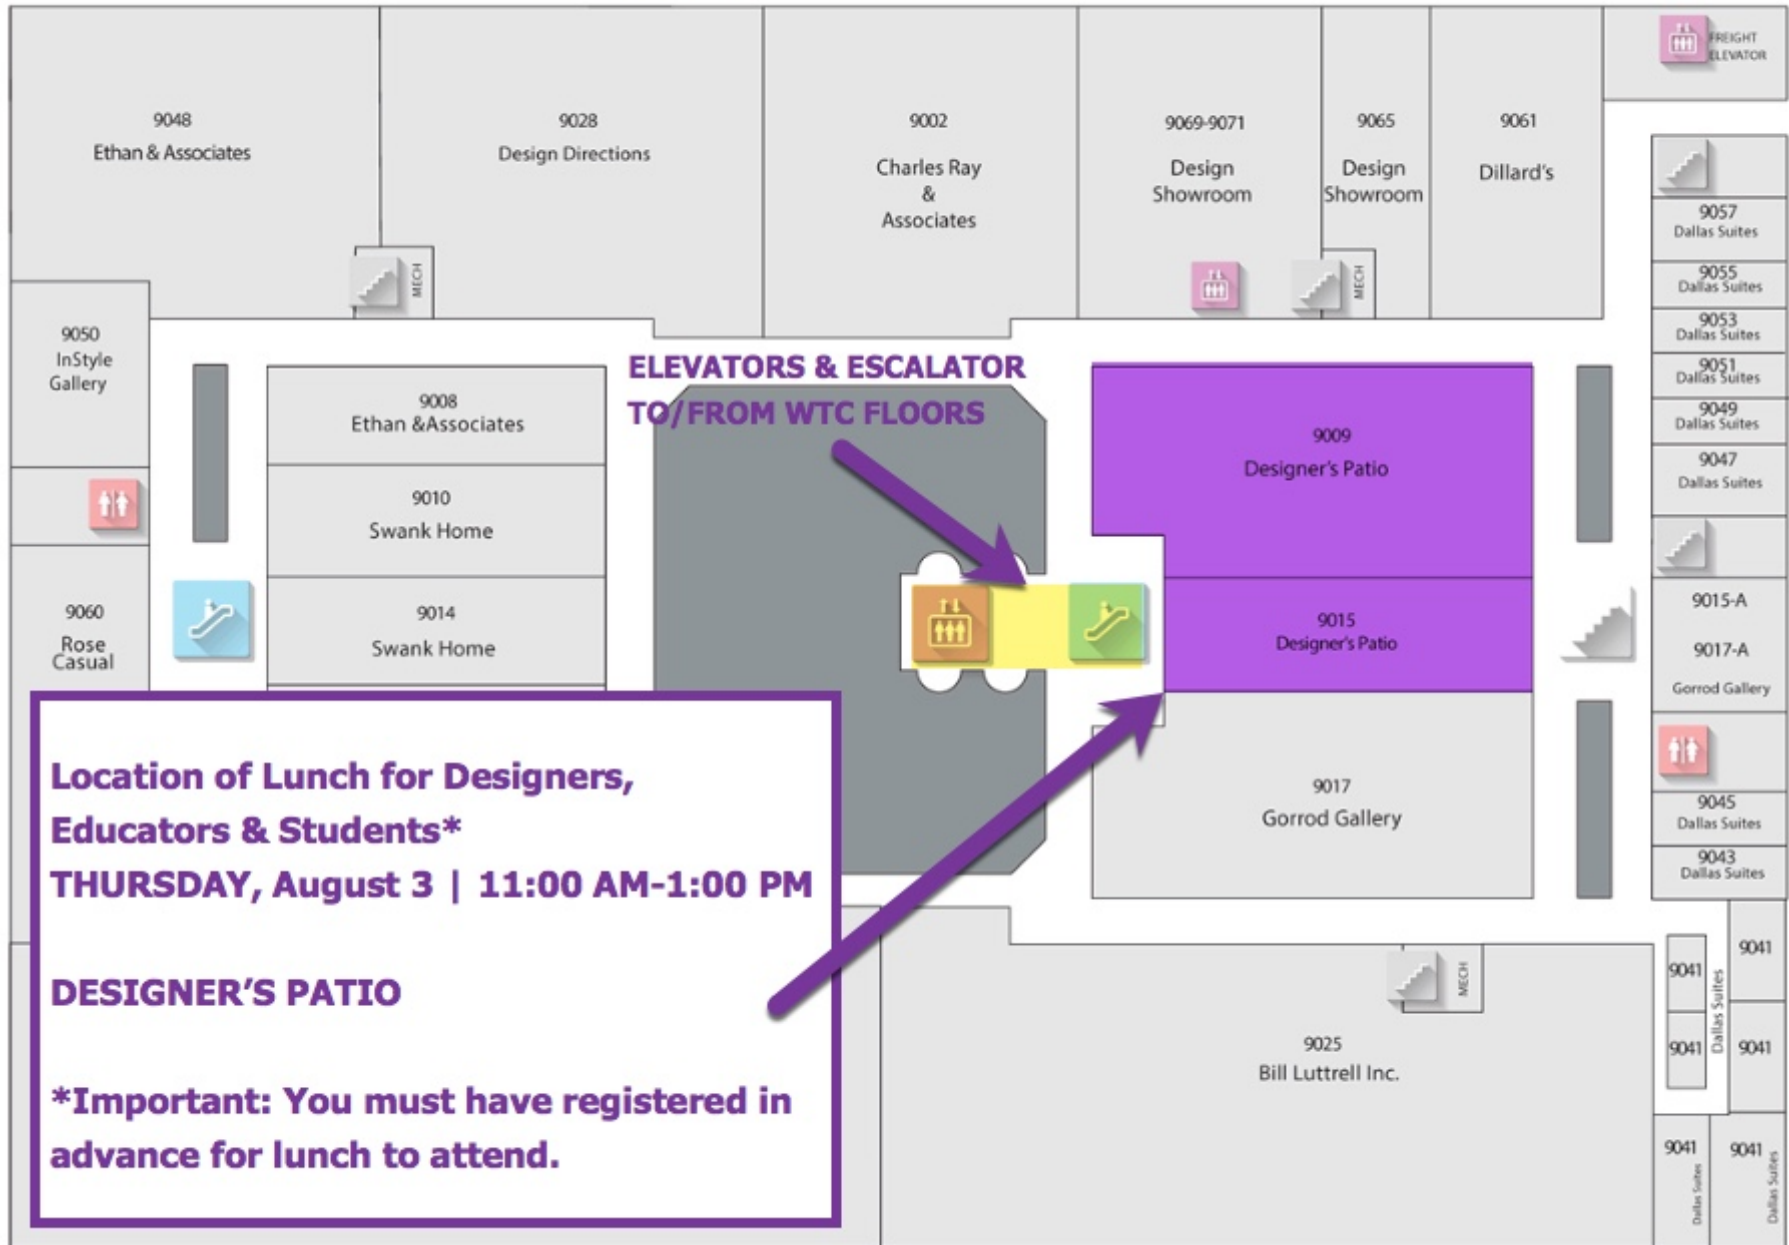 FREIGHT
ELEVATOR
9048
Ethan & Associates
9028
Design Directions
9002
Charles Ray
&
Associates
9069-9071
Design
Showroom
9065
Design
Showroom
9061
Dillard's
MECH
MECH
9057
Dallas Suites
9055
Dallas Suites
9053
Dallas Suites
9051
Dallas Suites
9049
Dallas Suites
9047
Dallas Suites
9050
InStyle
Gallery
9008
Ethan &Associates
9010
Swank Home
9014
Swank Home
9060
Rose
Casual
ELEVATORS & ESCALATOR
TO/FROM WTC FLOORS
9009
Designer's Patio
9015
Designer's Patio
9015-A
9017-A
Gorrod Gallery
9017
Gorrod Gallery
9045
Dallas Suites
9043
Dallas Suites
Location of Lunch for Designers,
Educators & Students*
THURSDAY, August 3 | 11:00 AM-1:00 PM
DESIGNER’S PATIO
*Important: You must have registered in
advance for lunch to attend.
MECH
9025
Bill Luttrell Inc.
9041
9041
Dallas Suites
9041
9041
9041
Dallas Suites
9041
Dallas Suites